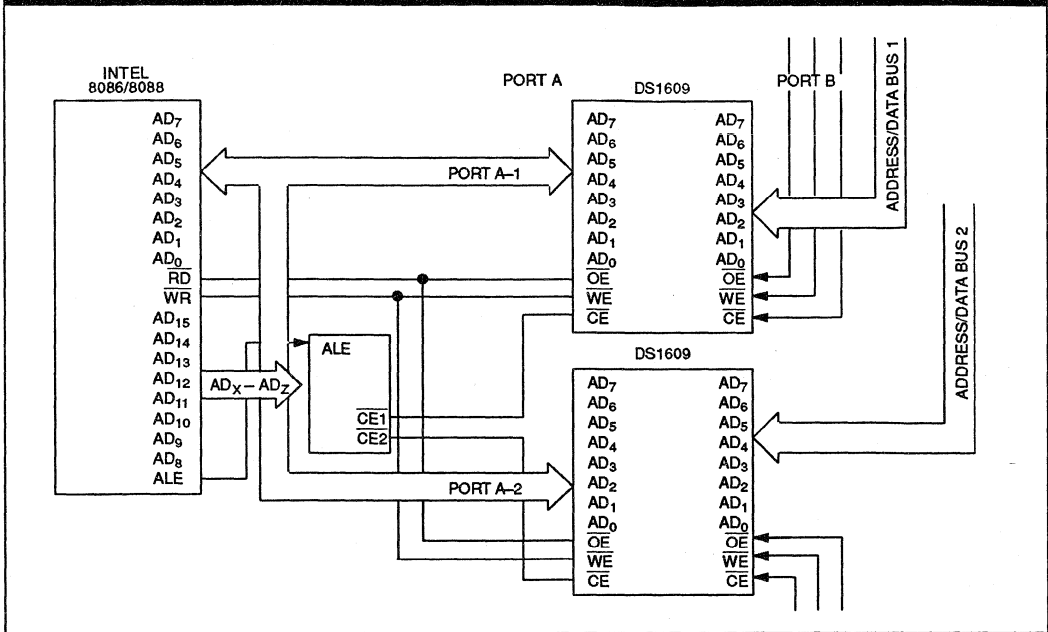 INTEL
8086/8088
AD7
AD6
AD5
AD4
AD3
AD2
AD1
AD0
RD
WR
AD15
AD14
AD13
AD12
AD11
AD10
AD9
AD8
ALE
ADX – ADZ
ALE
CE1
CE2
PORT A
PORT A–1
PORT A–2
DS1609
AD7
AD6
AD5
AD4
AD3
AD2
AD1
AD0
OE
WE
CE
AD7
AD6
AD5
AD4
AD3
AD2
AD1
AD0
OE
WE
CE
PORT B
ADDRESS/DATA BUS 1
DS1609
AD7
AD6
AD5
AD4
AD3
AD2
AD1
AD0
OE
WE
CE
AD7
AD6
AD5
AD4
AD3
AD2
AD1
AD0
OE
WE
CE
ADDRESS/DATA BUS 2